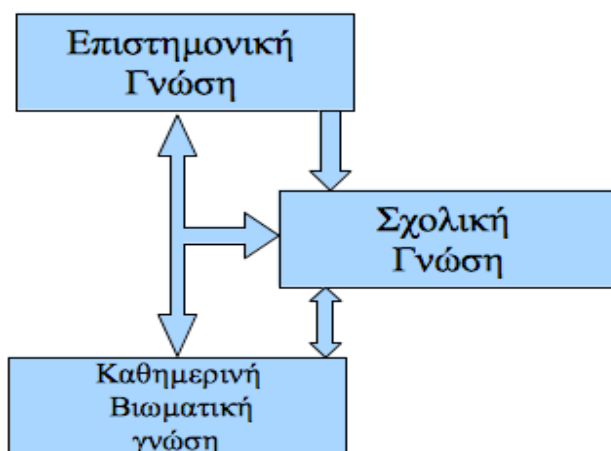 Επιστημονική
Γνώση
Σχολική
Γνώση
Καθημερινή
Βιωματική
γνώση